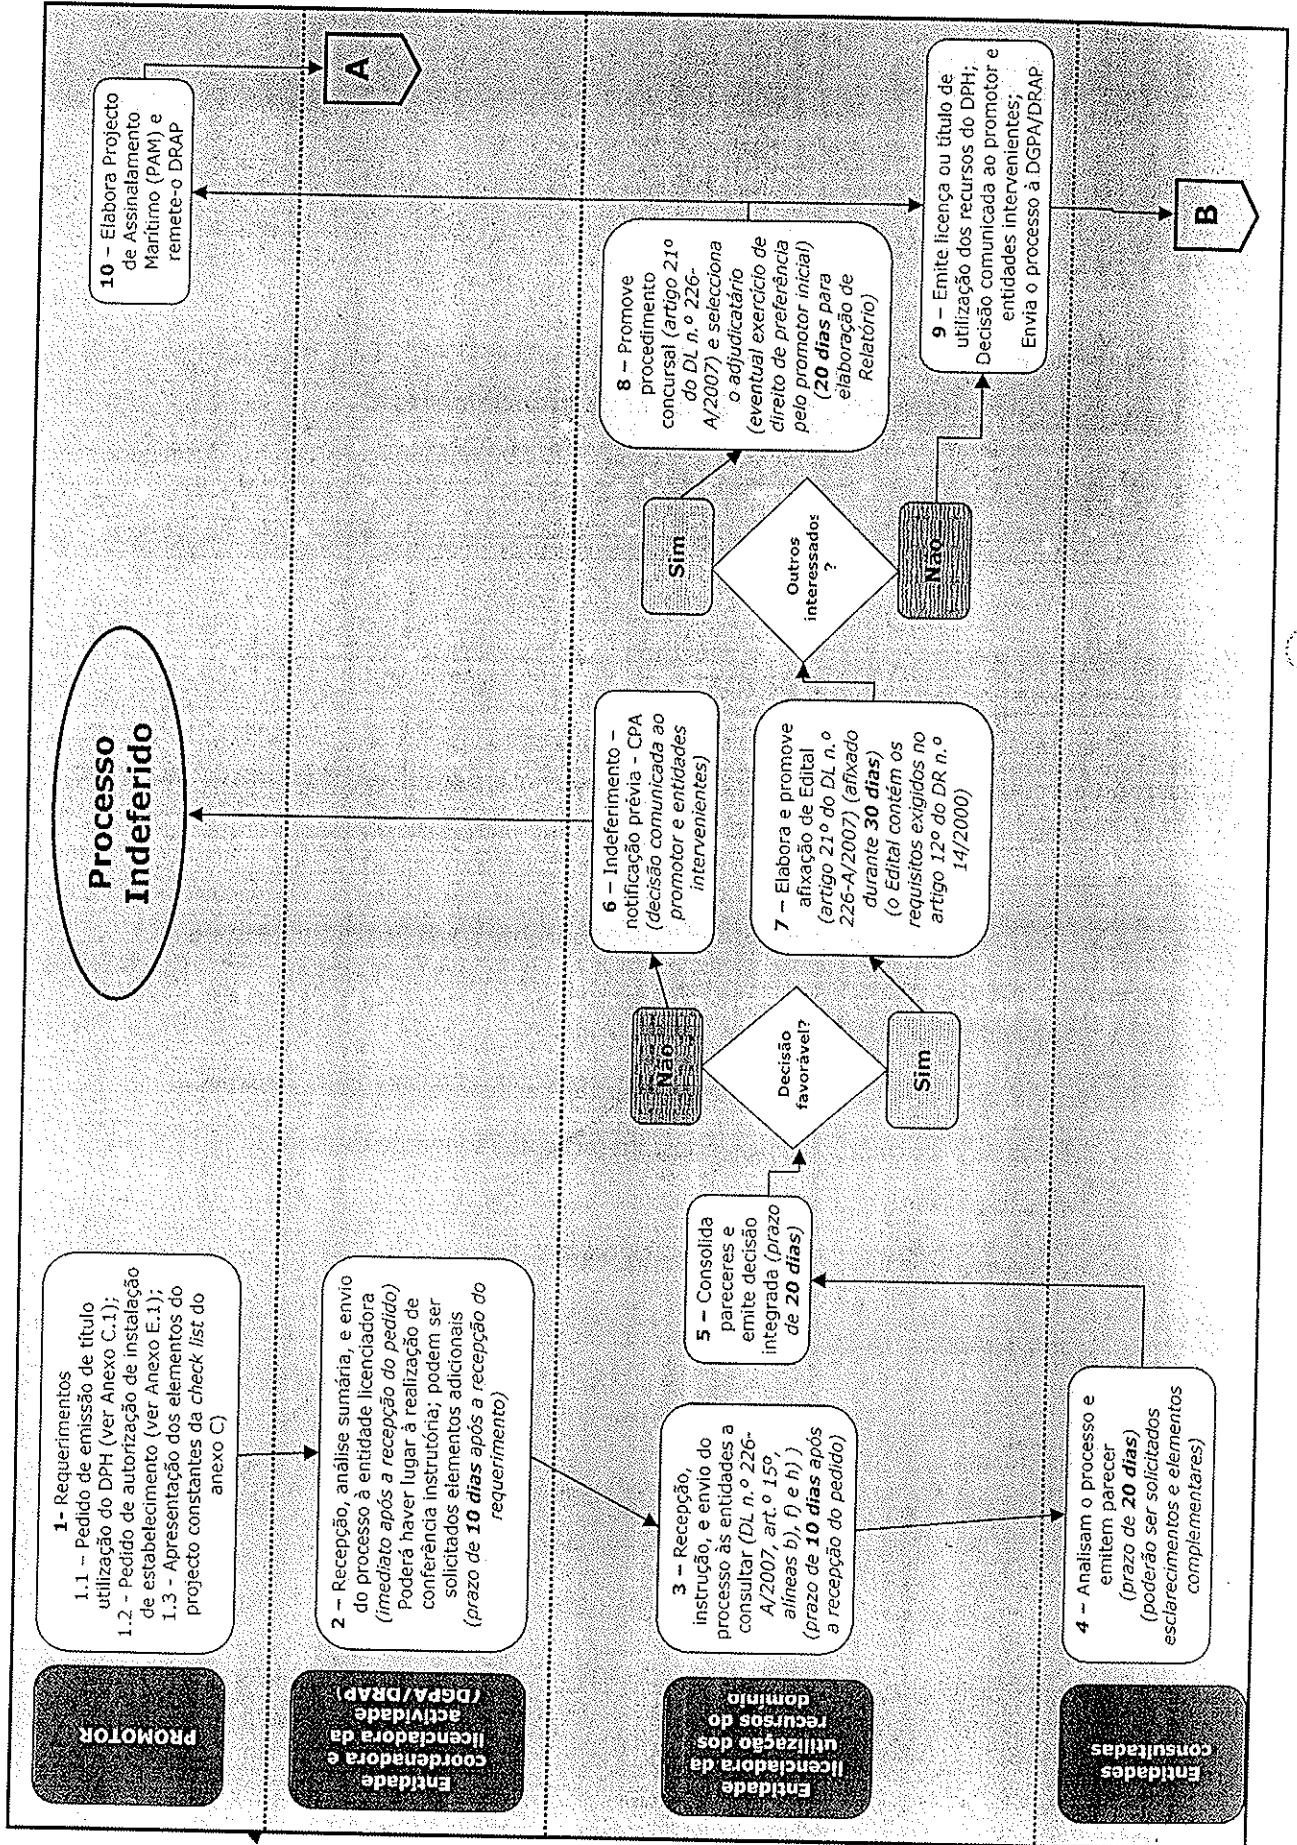 PROMOTOR
1- Requerimentos
1.1 – Pedido de emissão de título
utilização do DPH (ver Anexo C.1);
1.2 - Pedido de autorização de instalação
de estabelecimento (ver Anexo E.1);
1.3 - Apresentação dos elementos do
projecto constantes da check list do
anexo C)
Processo
Indeferido
10 – Elabora Projecto
de Assinalamento
Marítimo (PAM) e
remete-o DRAP
Entidade
coordenadora e
licenciadora da
actividade
(DGPA/DRAP)
2 – Recepção, análise sumária, e envio
do processo à entidade licenciadora
(imediato após a recepção do pedido)
Poderá haver lugar à realização de
conferência instrutória; podem ser
solicitados elementos adicionais
(prazo de 10 dias após a recepção do
requerimento)
A
Entidade
licenciadora da
utilização dos
recursos do
domínio
3 – Recepção,
instrução, e envio do
processo às entidades a
consultar (DL n.º 226-
A/2007, art.º 15º,
alíneas b), f) e h) )
(prazo de 10 dias após
a recepção do pedido)
5 – Consolida
pareceres e
emite decisão
integrada (prazo
de 20 dias)
Não
Decisão
favorável?
Sim
6 – Indeferimento –
notificação prévia - CPA
(decisão comunicada ao
promotor e entidades
intervenientes)
7 – Elabora e promove
afixação de Edital
(artigo 21º do DL n.º
226-A/2007) (afixado
durante 30 dias)
(o Edital contém os
requisitos exigidos no
artigo 12º do DR n.º
14/2000)
Sim
Outros
interessados
?
Não
8 – Promove
procedimento
concursal (artigo 21º
do DL n.º 226-
A/2007) e selecciona
o adjudicatário
(eventual exercício de
direito de preferência
pelo promotor inicial)
(20 dias para
elaboração de
Relatório)
9 – Emite licença ou título de
utilização dos recursos do DPH;
Decisão comunicada ao promotor e
entidades intervenientes;
Envia o processo à DGPA/DRAP
Entidades
consultadas
4 – Analisam o processo e
emitem parecer
(prazo de 20 dias)
(poderão ser solicitados
esclarecimentos e elementos
complementares)
B